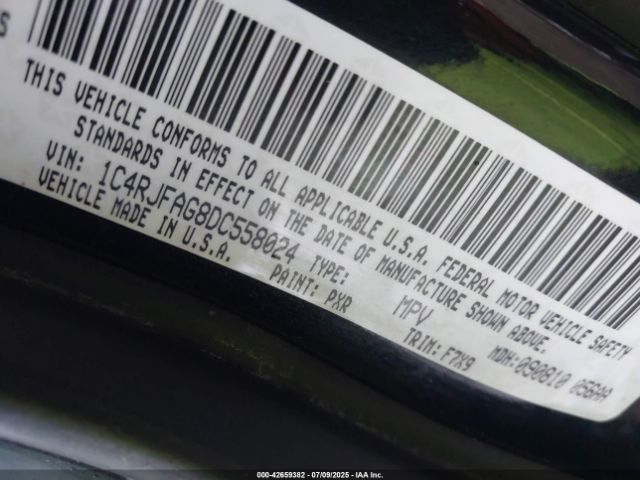 S
THIS VEHICLE CONFORMS TO ALL APPLICABLE U.S.A. FEDERAL MOTOR VEHICLE SAFETY
STANDARDS IN EFFECT ON THE DATE OF MANUFACTURE SHOWN ABOVE.
VIN: 1C4RJFAG8DC558024 TYPE: MPV MDH: 090810 056AA
VEHICLE MADE IN U.S.A. PAINT: PXR TRIM: F7X9
000-42659382 07/09/2025 - IAA Inc.